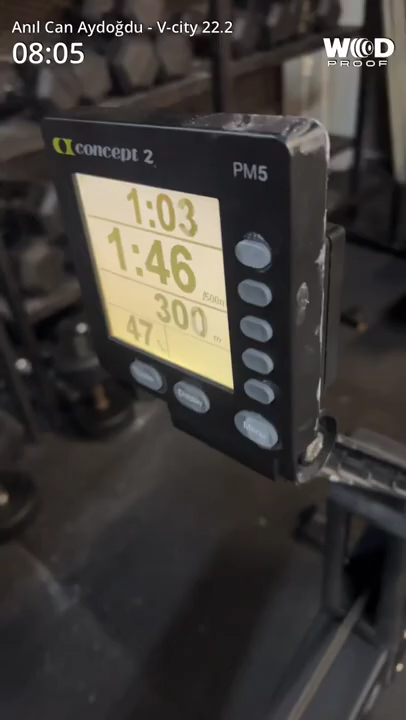 Anıl Can Aydoğdu - V-city 22.2
08:05
WOD
PROOF
concept 2
PM5
1:03
1:46
/500m
300
m
47
Menu